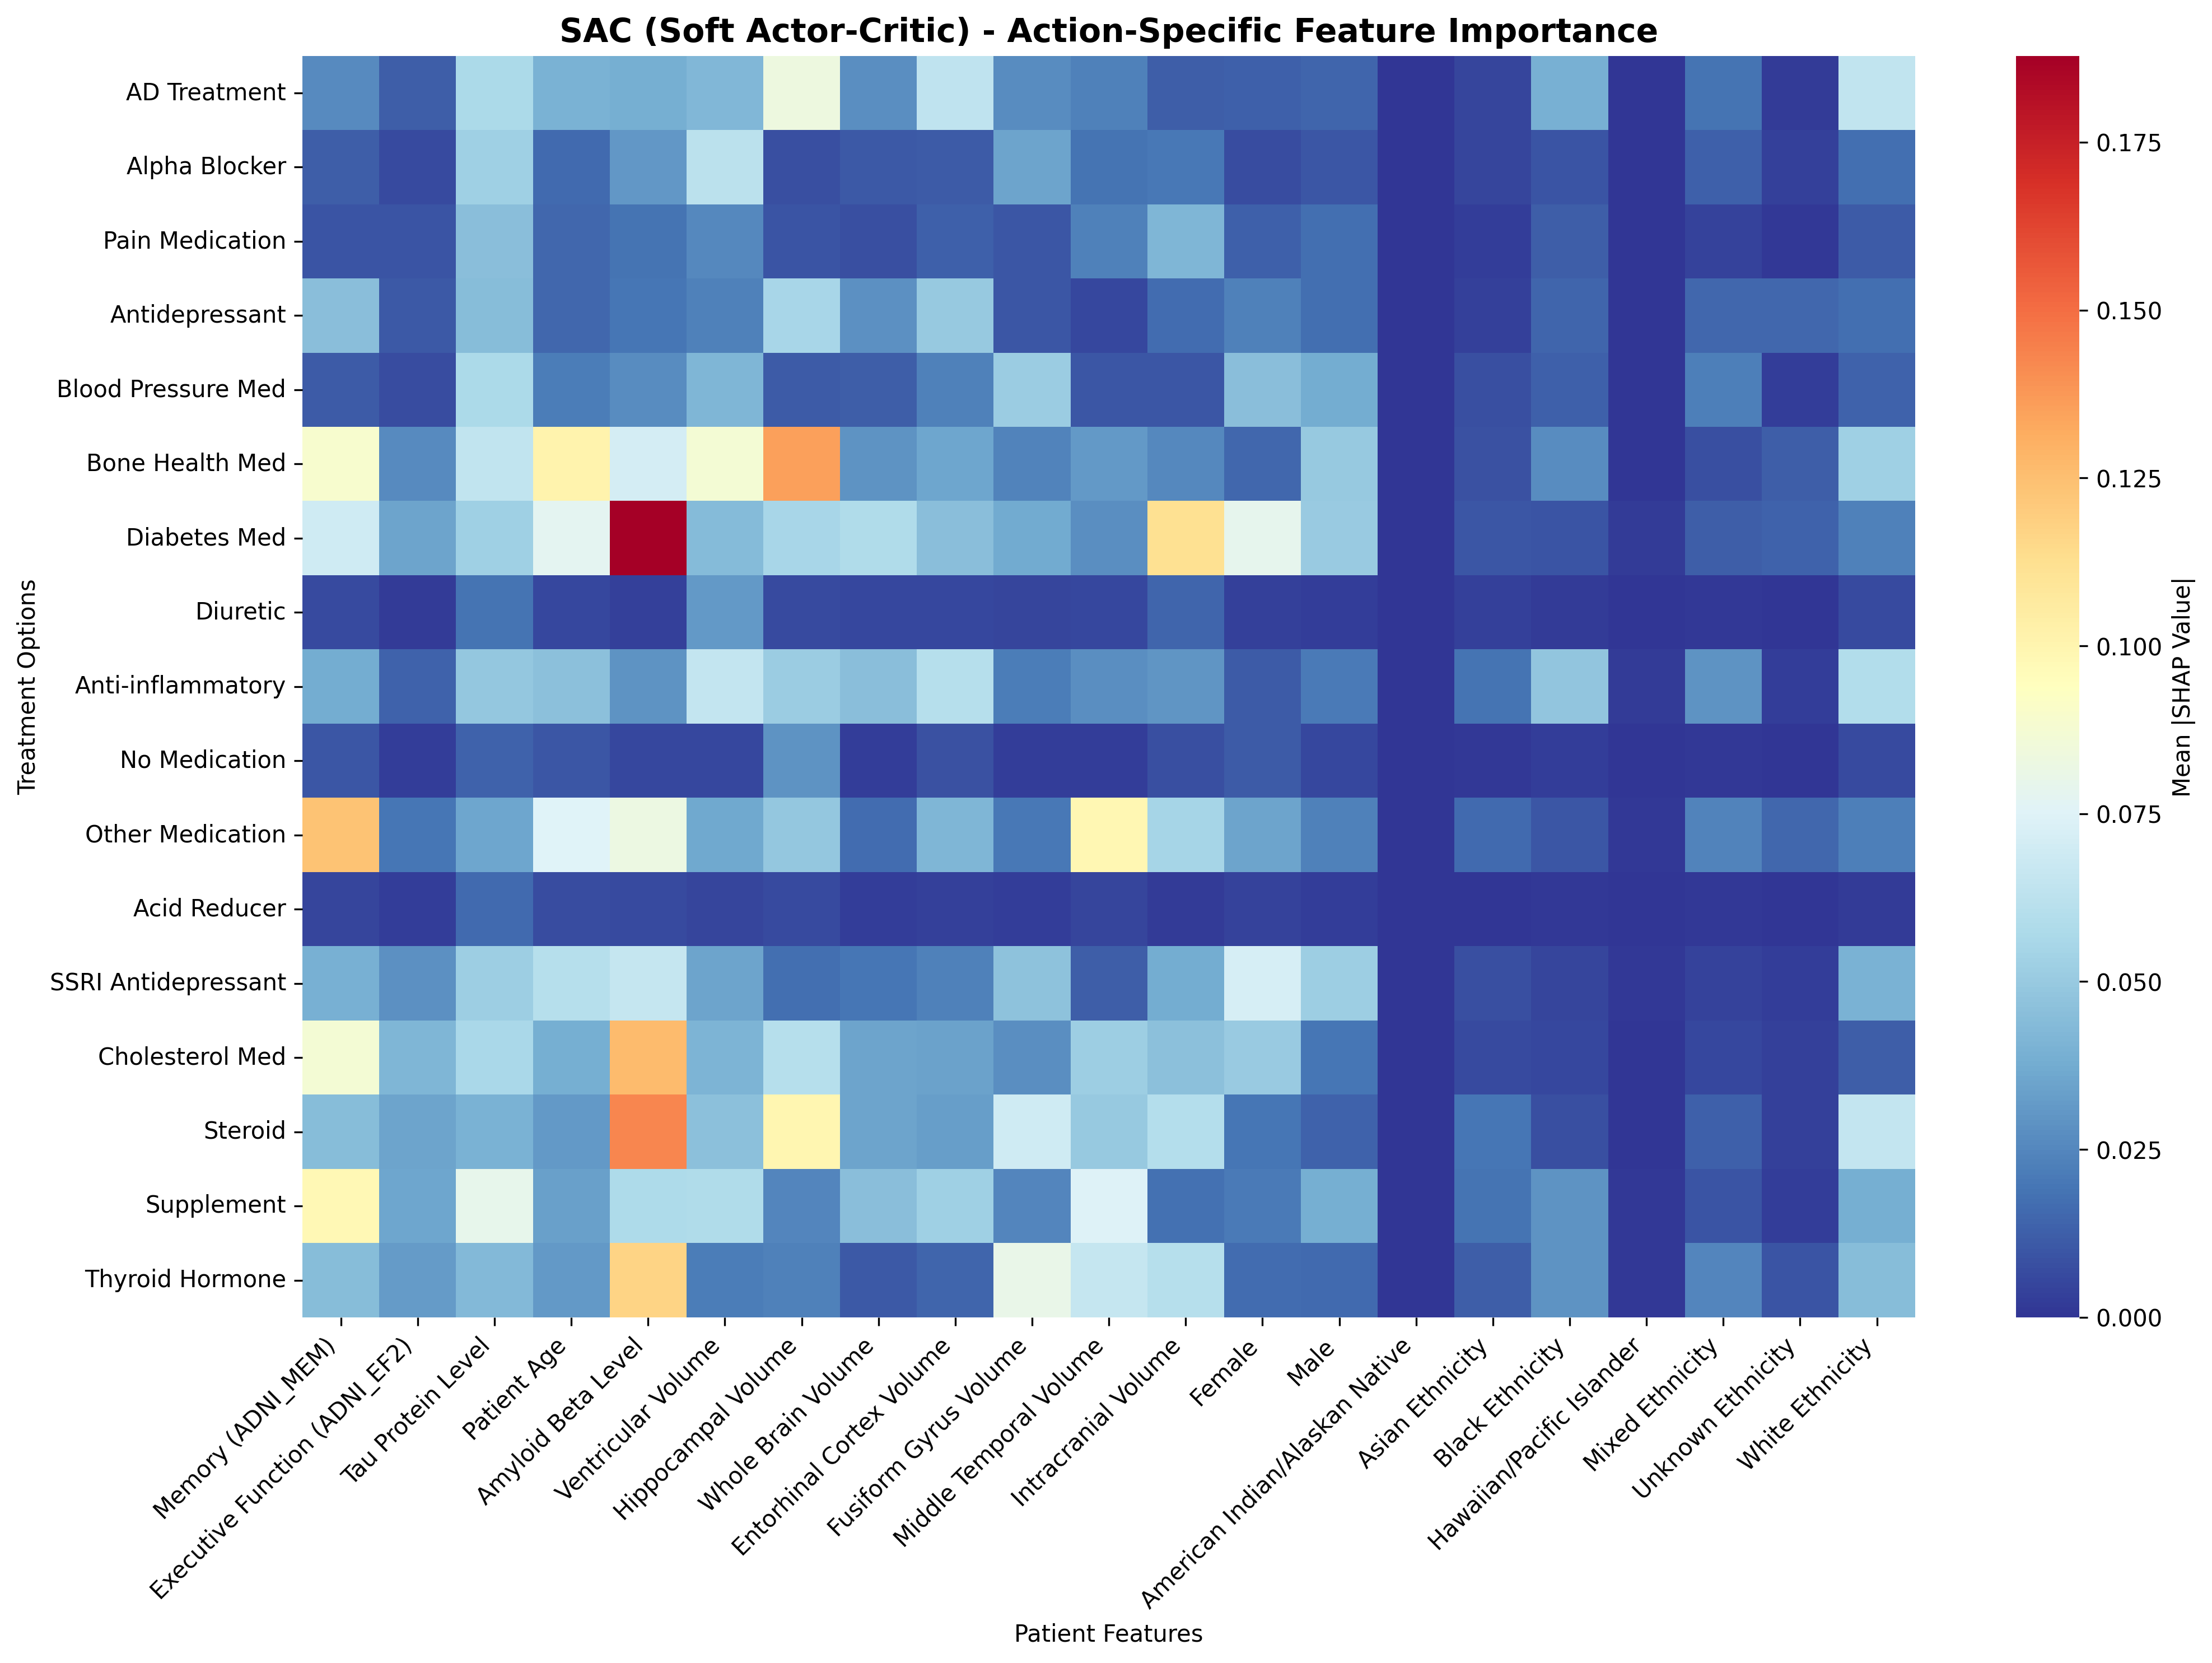 SAC (Soft Actor-Critic) - Action-Specific Feature Importance
Treatment Options
AD Treatment
Alpha Blocker
Pain Medication
Antidepressant
Blood Pressure Med
Bone Health Med
Diabetes Med
Diuretic
Anti-inflammatory
No Medication
Other Medication
Acid Reducer
SSRI Antidepressant
Cholesterol Med
Steroid
Supplement
Thyroid Hormone
Memory (ADNI_MEM)
Executive Function (ADNI_EF2)
Tau Protein Level
Patient Age
Amyloid Beta Level
Ventricular Volume
Hippocampal Volume
Whole Brain Volume
Entorhinal Cortex Volume
Fusiform Gyrus Volume
Middle Temporal Volume
Intracranial Volume
Female
Male
American Indian/Alaskan Native
Asian Ethnicity
Black Ethnicity
Hawaiian/Pacific Islander
Mixed Ethnicity
Unknown Ethnicity
White Ethnicity
Patient Features
0.175
0.150
0.125
0.100
0.075
0.050
0.025
0.000
Mean |SHAP Value|